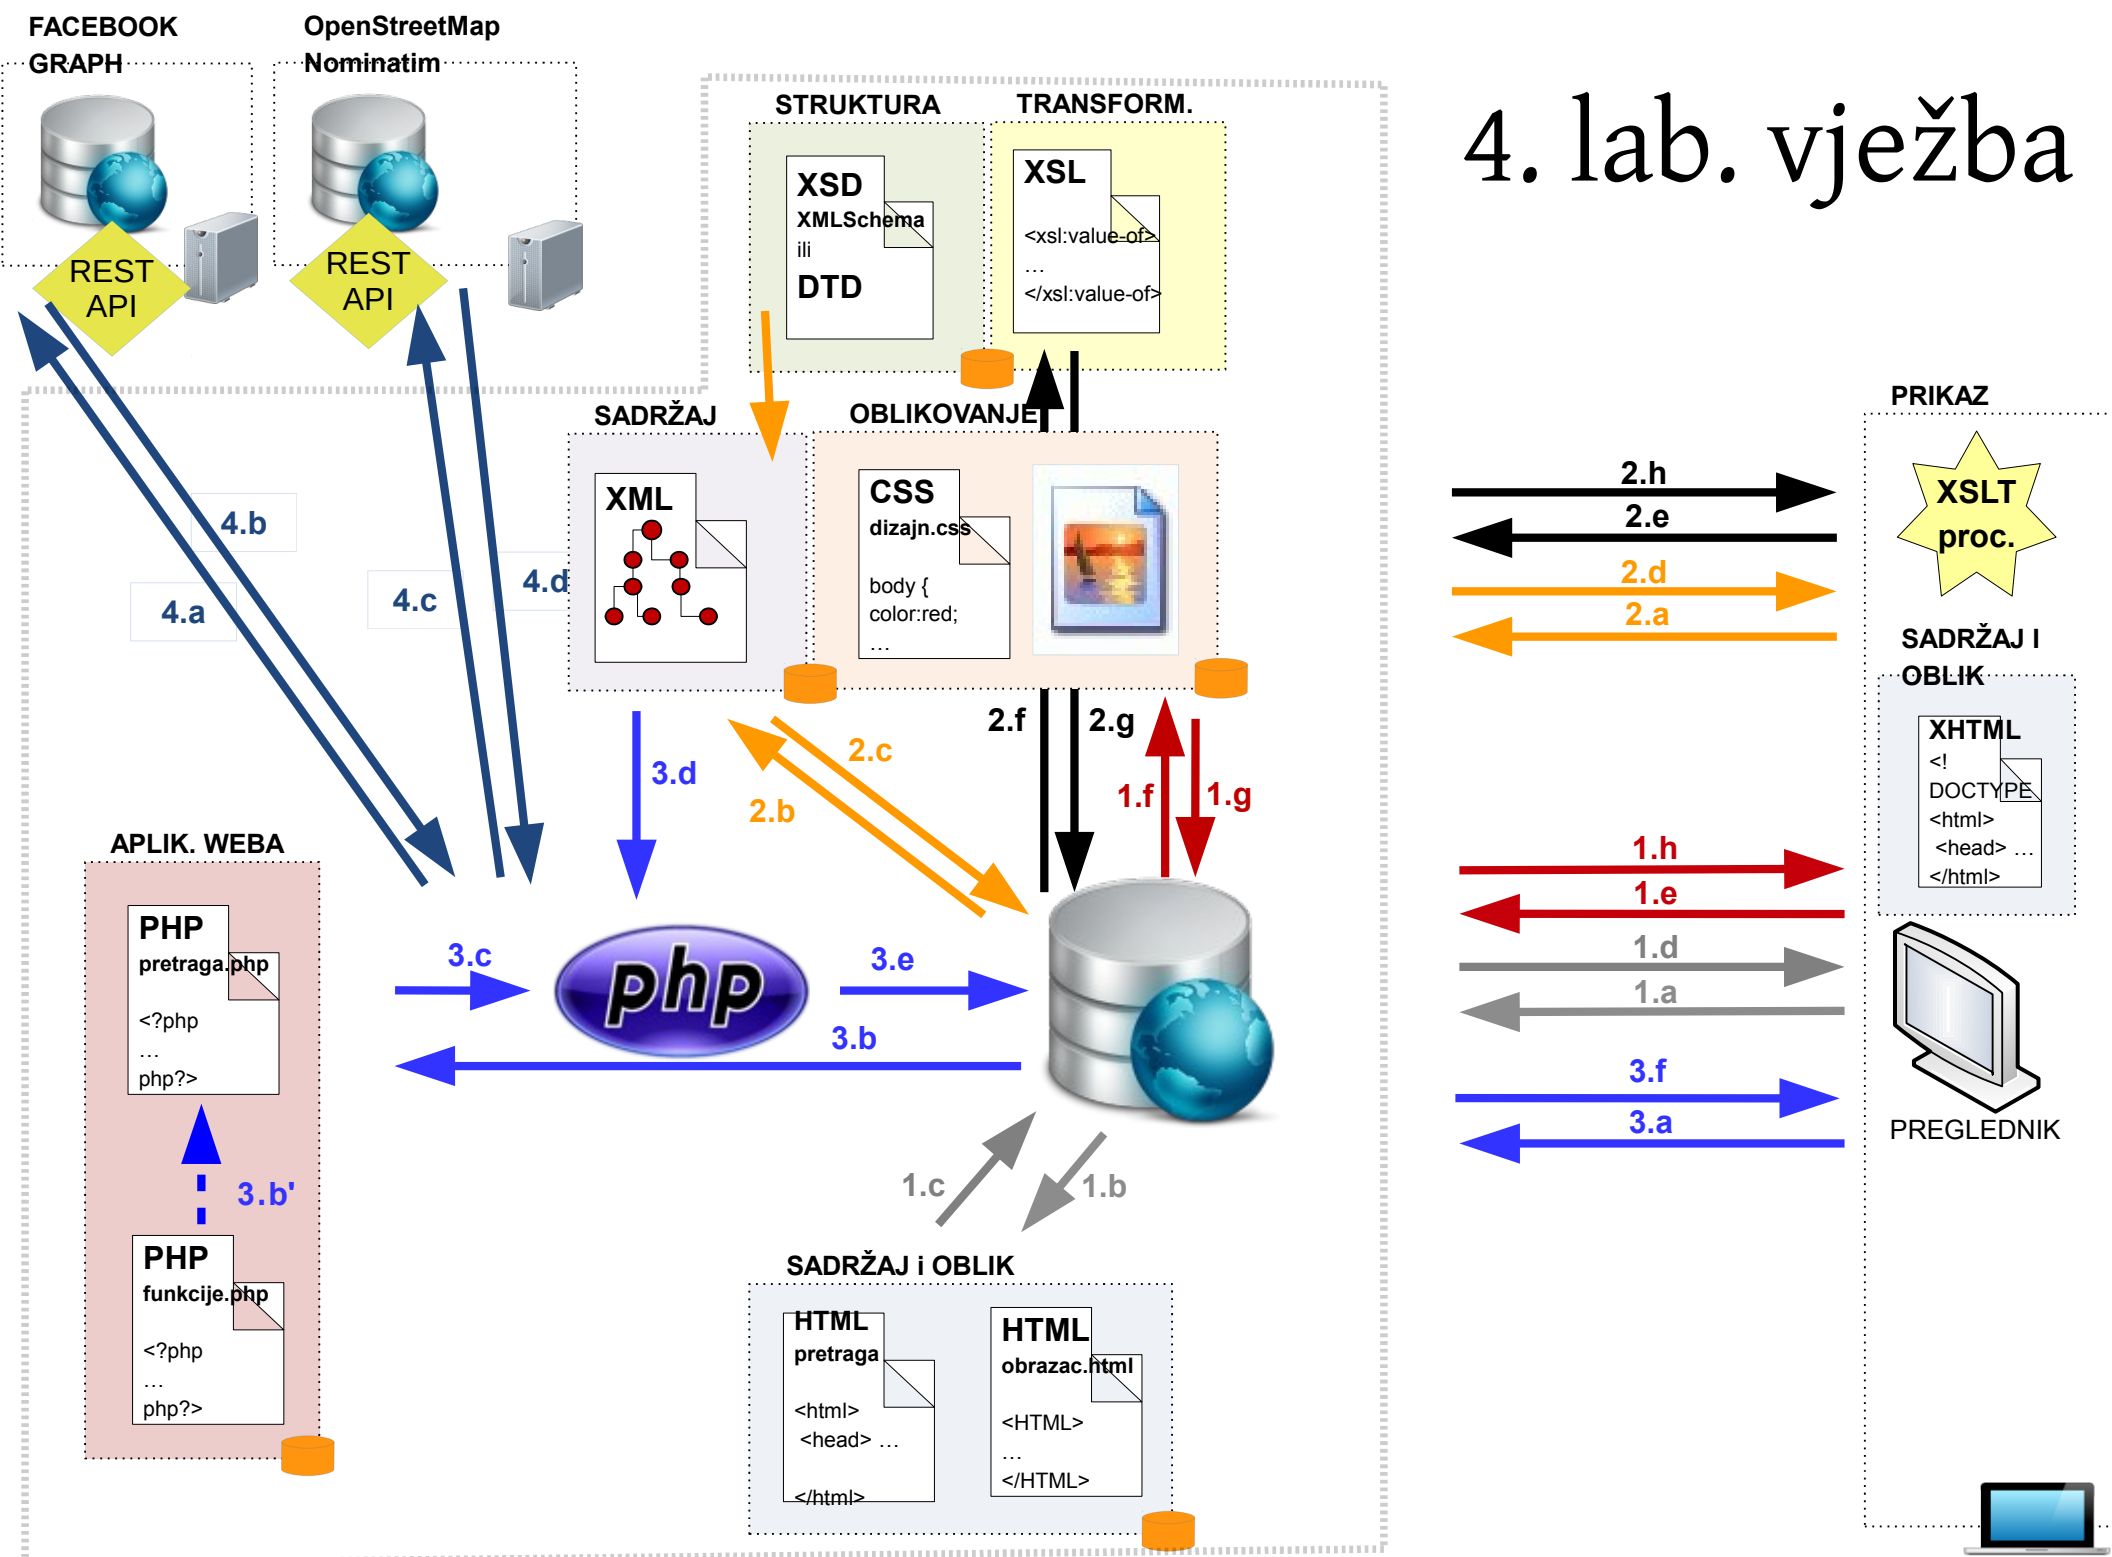 FACEBOOK
GRAPH
OpenStreetMap
Nominatim
REST
API
REST
API
4. lab. vježba
STRUKTURA
XSD
XMLSchema
ili
DTD
TRANSFORM.
XSL
<xsl:value-of>
...
</xsl:value-of>
SADRŽAJ
XML
OBLIKOVANJE
CSS
dizajn.css
body {
color:red;
...
PRIKAZ
XSLT
proc.
2.h
2.e
2.d
2.a
SADRŽAJ I
OBLIK
XHTML
<!
DOCTYPE
<html>
<head> ...
</html>
4.b
4.a
4.c
4.d
2.f
2.g
2.c
2.b
3.d
1.f
1.g
1.h
1.e
1.d
1.a
3.f
3.a
PREGLEDNIK
APLIK. WEBA
PHP
pretraga.php
<?php
...
php?>
3.b'
PHP
funkcije.php
<?php
...
php?>
3.c
php
3.e
3.b
1.c
1.b
SADRŽAJ i OBLIK
HTML
pretraga
<html>
<head> ...
</html>
HTML
obrazac.html
<HTML>
...
</HTML>